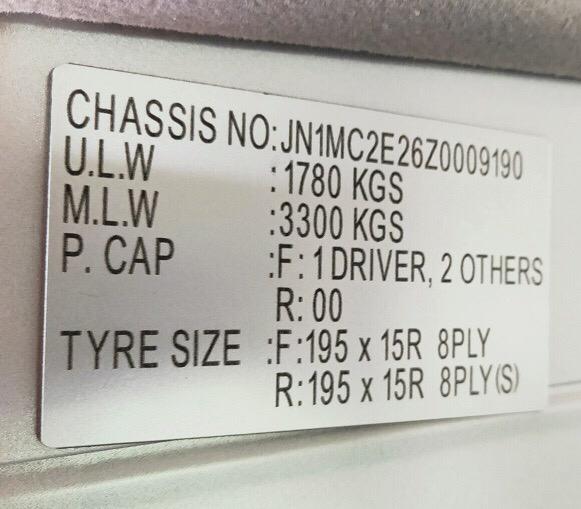 CHASSIS NO:JN1MC2E26Z0009190
U.L.W :1780 KGS
M.L.W :3300 KGS
P. CAP :F: 1 DRIVER, 2 OTHERS
R: 00
TYRE SIZE :F:195 x 15R 8PLY
R:195 x 15R 8PLY(S)